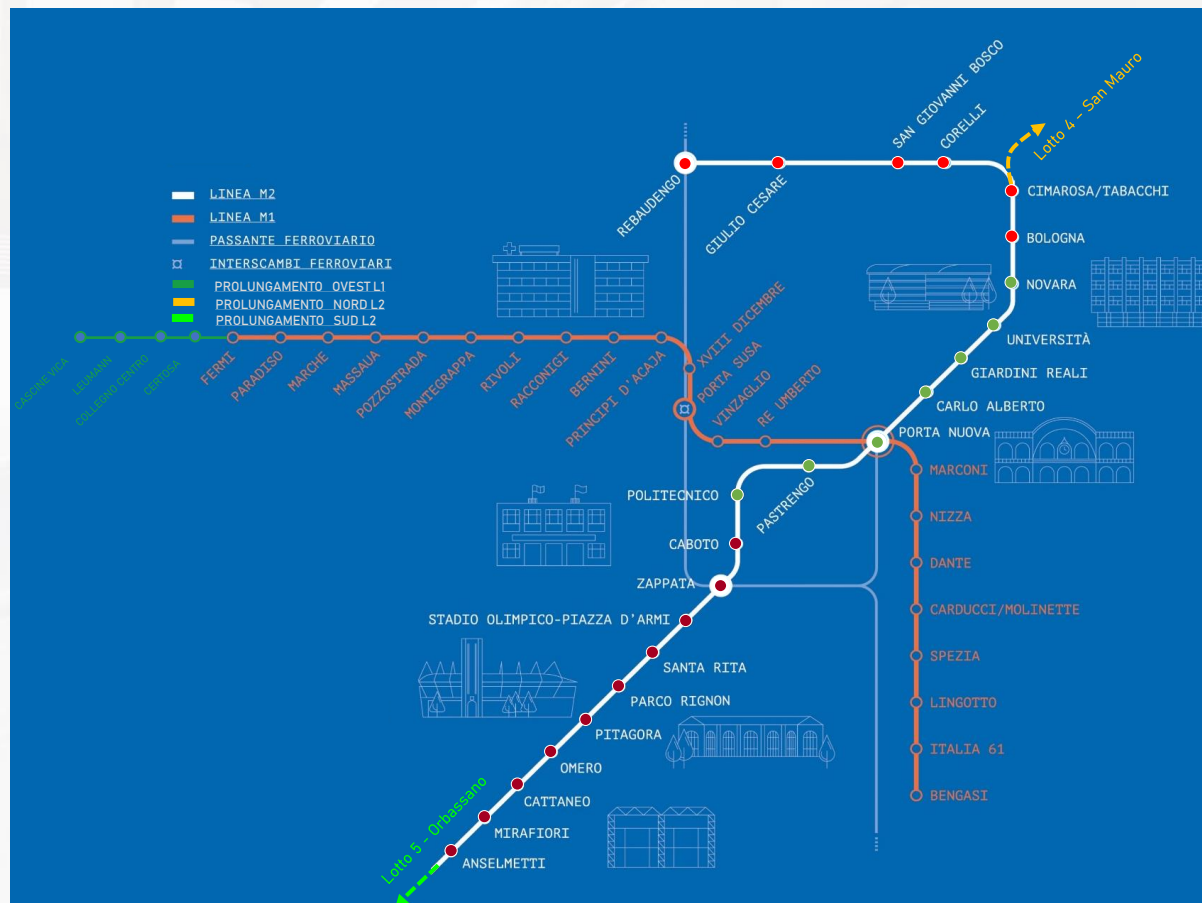 SAN GIOVANNI BOSCO
CORELLI
Lotto 4 – San Mauro
REBAUDENGO
GIULIO CESARE
CIMAROSA/TABACCHI
LINEA M2
LINEA M1
PASSANTE FERROVIARIO
INTERSCAMBI FERROVIARI
PROLUNGAMENTO OVEST L1
PROLUNGAMENTO NORD L2
PROLUNGAMENTO SUD L2
BOLOGNA
NOVARA
UNIVERSITÀ
GIARDINI REALI
CARLO ALBERTO
PORTA NUOVA
CASCINE VICA
LEUMANN
COLLEGNO CENTRO
CERTOSA
FERMI
PARADISO
MARCHE
MASSAUA
POZZOSTRADA
MONTEGRAPPA
RIVOLI
RACCONIGI
BERNINI
PRINCIPI D'ACAJA
XVIII DICEMBRE
PORTA SUSA
VINZAGLIO
RE UMBERTO
MARCONI
NIZZA
DANTE
CARDUCCI/MOLINETTE
SPEZIA
LINGOTTO
ITALIA 61
BENGASI
PASTRENGO
POLITECNICO
CABOTO
ZAPPATA
STADIO OLIMPICO-PIAZZA D'ARMI
SANTA RITA
PARCO RIGNON
PITAGORA
OMERO
CATTANEO
MIRAFIORI
ANSELMETTI
Lotto 5 - Orbassano